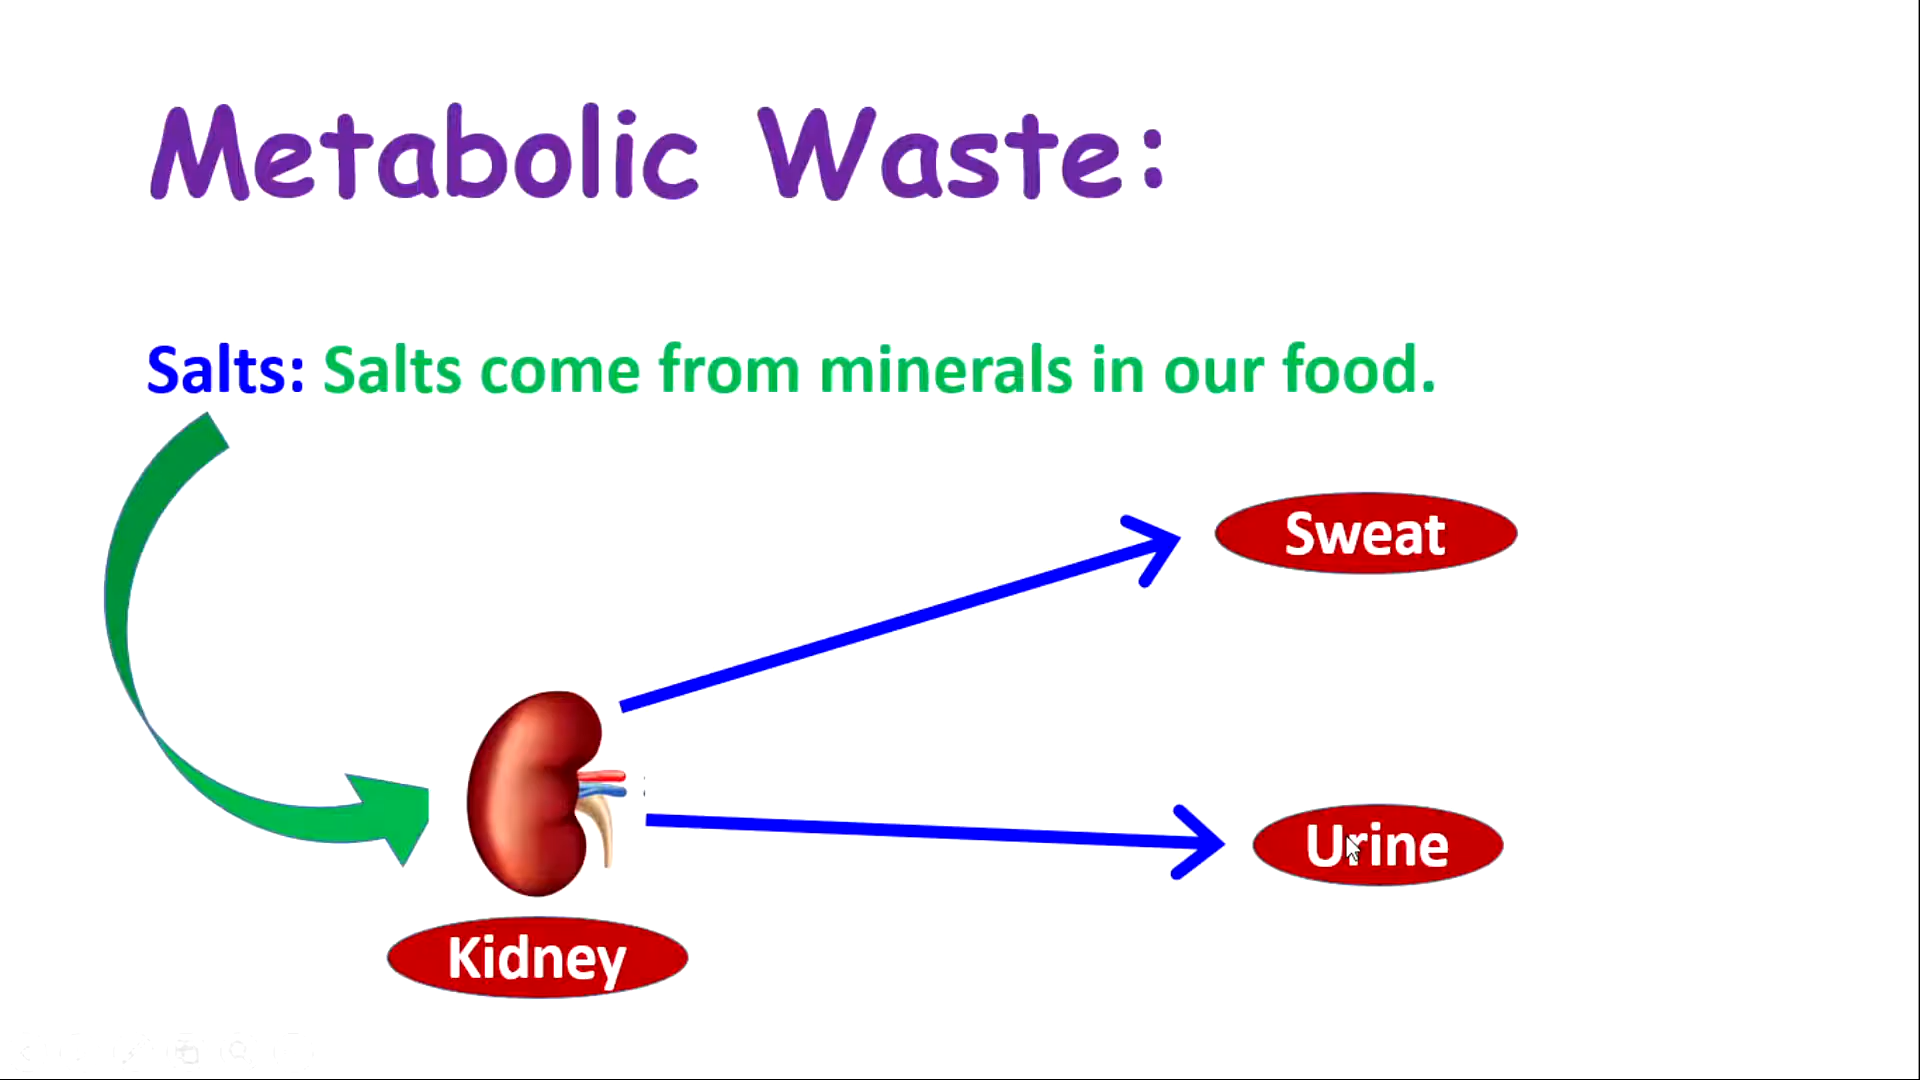 Metabolic Waste:
Salts: Salts come from minerals in our food.
Sweat
Urine
Kidney